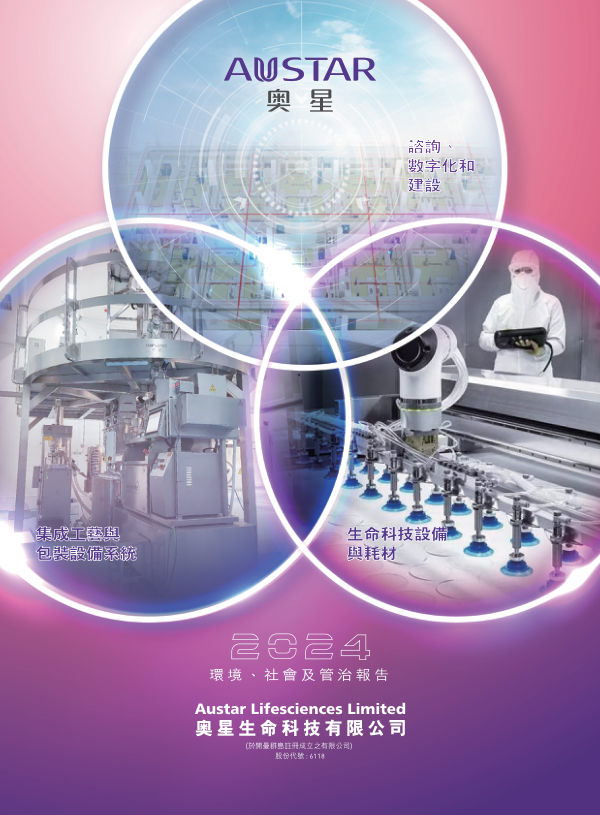 AUSTAR
奧星
諮詢、
數字化和
建設
集成工藝與
包裝設備系統
生命科技設備
與耗材
2024
環境、社會及管治報告
Austar Lifesciences Limited
奧星生命科技有限公司
(於開曼群島註冊成立之有限公司)
股份代號 : 6118